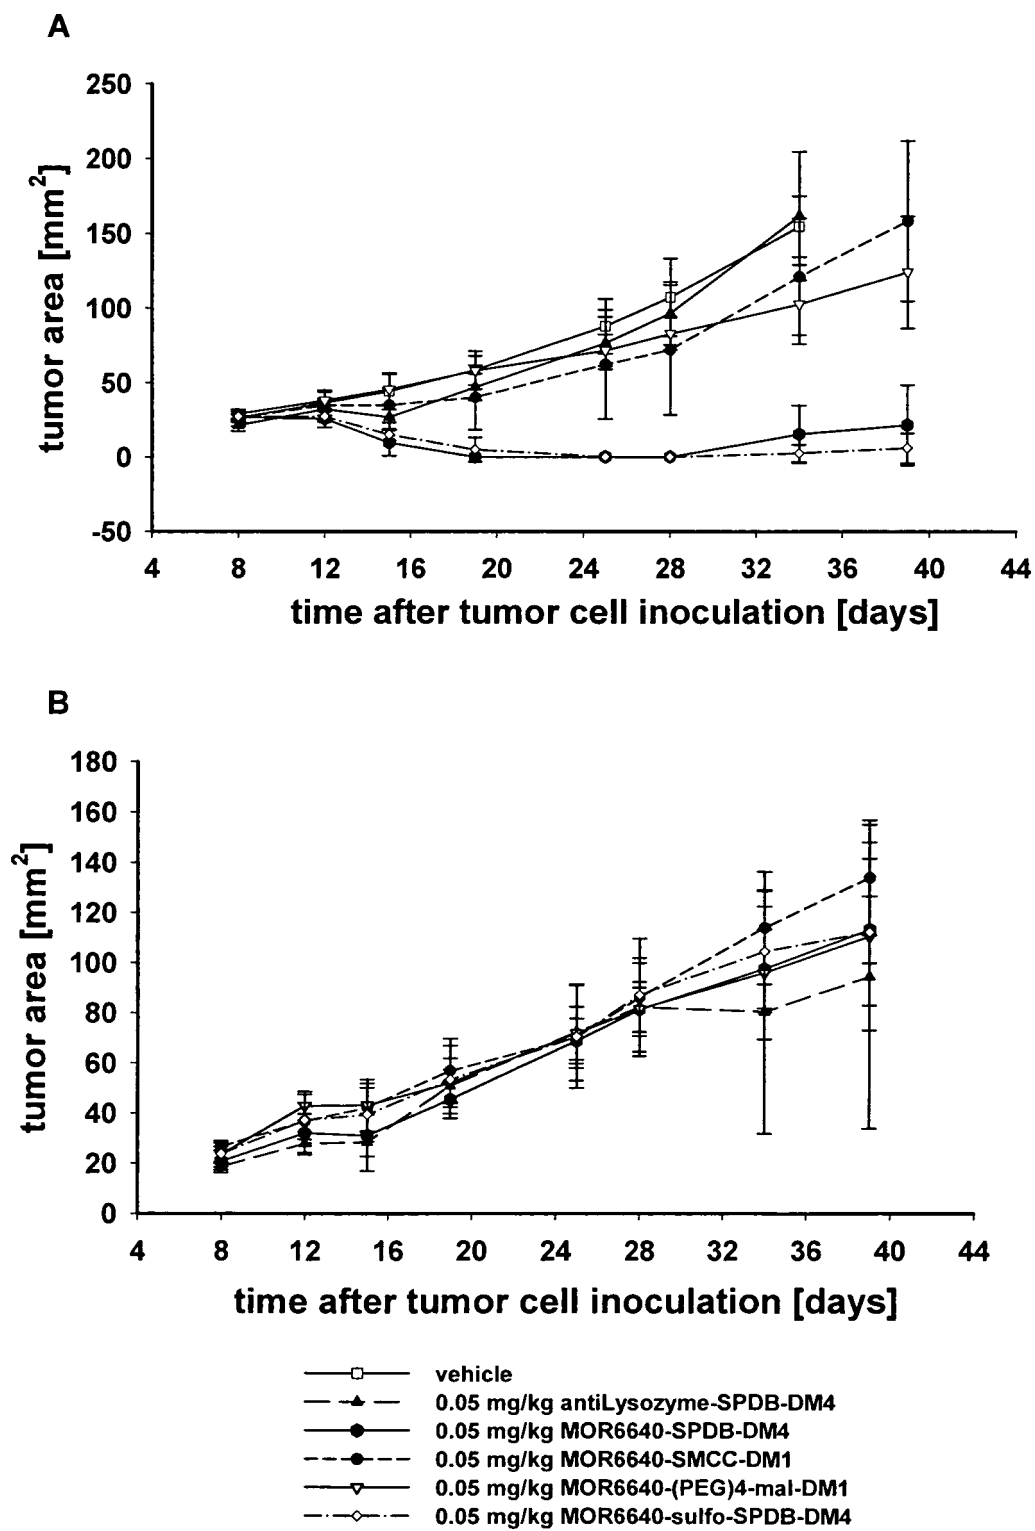 A
250
200
150
100
50
0
-50
tumor area [mm2]
4 8 12 16 20 24 28 32 36 40 44
time after tumor cell inoculation [days]
B
180
160
140
120
100
80
60
40
20
0
tumor area [mm2]
4 8 12 16 20 24 28 32 36 40 44
time after tumor cell inoculation [days]
vehicle
0.05 mg/kg antiLysozyme-SPDB-DM4
0.05 mg/kg MOR6640-SPDB-DM4
0.05 mg/kg MOR6640-SMCC-DM1
0.05 mg/kg MOR6640-(PEG)4-mal-DM1
0.05 mg/kg MOR6640-sulfo-SPDB-DM4